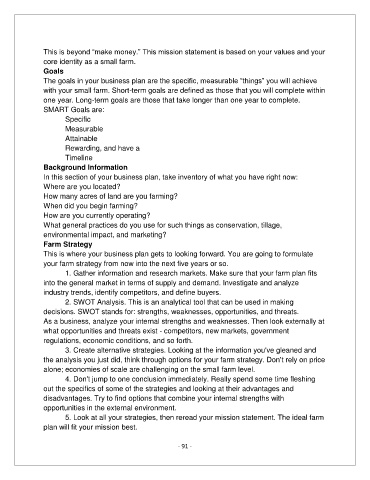 This is beyond “make money.” This mission statement is based on your values and your
core identity as a small farm.
Goals
The goals in your business plan are the specific, measurable “things” you will achieve
with your small farm. Short-term goals are defined as those that you will complete within
one year. Long-term goals are those that take longer than one year to complete.
SMART Goals are:
Specific
Measurable
Attainable
Rewarding, and have a
Timeline
Background Information
In this section of your business plan, take inventory of what you have right now:
Where are you located?
How many acres of land are you farming?
When did you begin farming?
How are you currently operating?
What general practices do you use for such things as conservation, tillage,
environmental impact, and marketing?
Farm Strategy
This is where your business plan gets to looking forward. You are going to formulate
your farm strategy from now into the next five years or so.
1. Gather information and research markets. Make sure that your farm plan fits
into the general market in terms of supply and demand. Investigate and analyze
industry trends, identify competitors, and define buyers.
2. SWOT Analysis. This is an analytical tool that can be used in making
decisions. SWOT stands for: strengths, weaknesses, opportunities, and threats.
As a business, analyze your internal strengths and weaknesses. Then look externally at
what opportunities and threats exist - competitors, new markets, government
regulations, economic conditions, and so forth.
3. Create alternative strategies. Looking at the information you've gleaned and
the analysis you just did, think through options for your farm strategy. Don't rely on price
alone; economies of scale are challenging on the small farm level.
4. Don't jump to one conclusion immediately. Really spend some time fleshing
out the specifics of some of the strategies and looking at their advantages and
disadvantages. Try to find options that combine your internal strengths with
opportunities in the external environment.
5. Look at all your strategies, then reread your mission statement. The ideal farm
plan will fit your mission best.
- 91 -